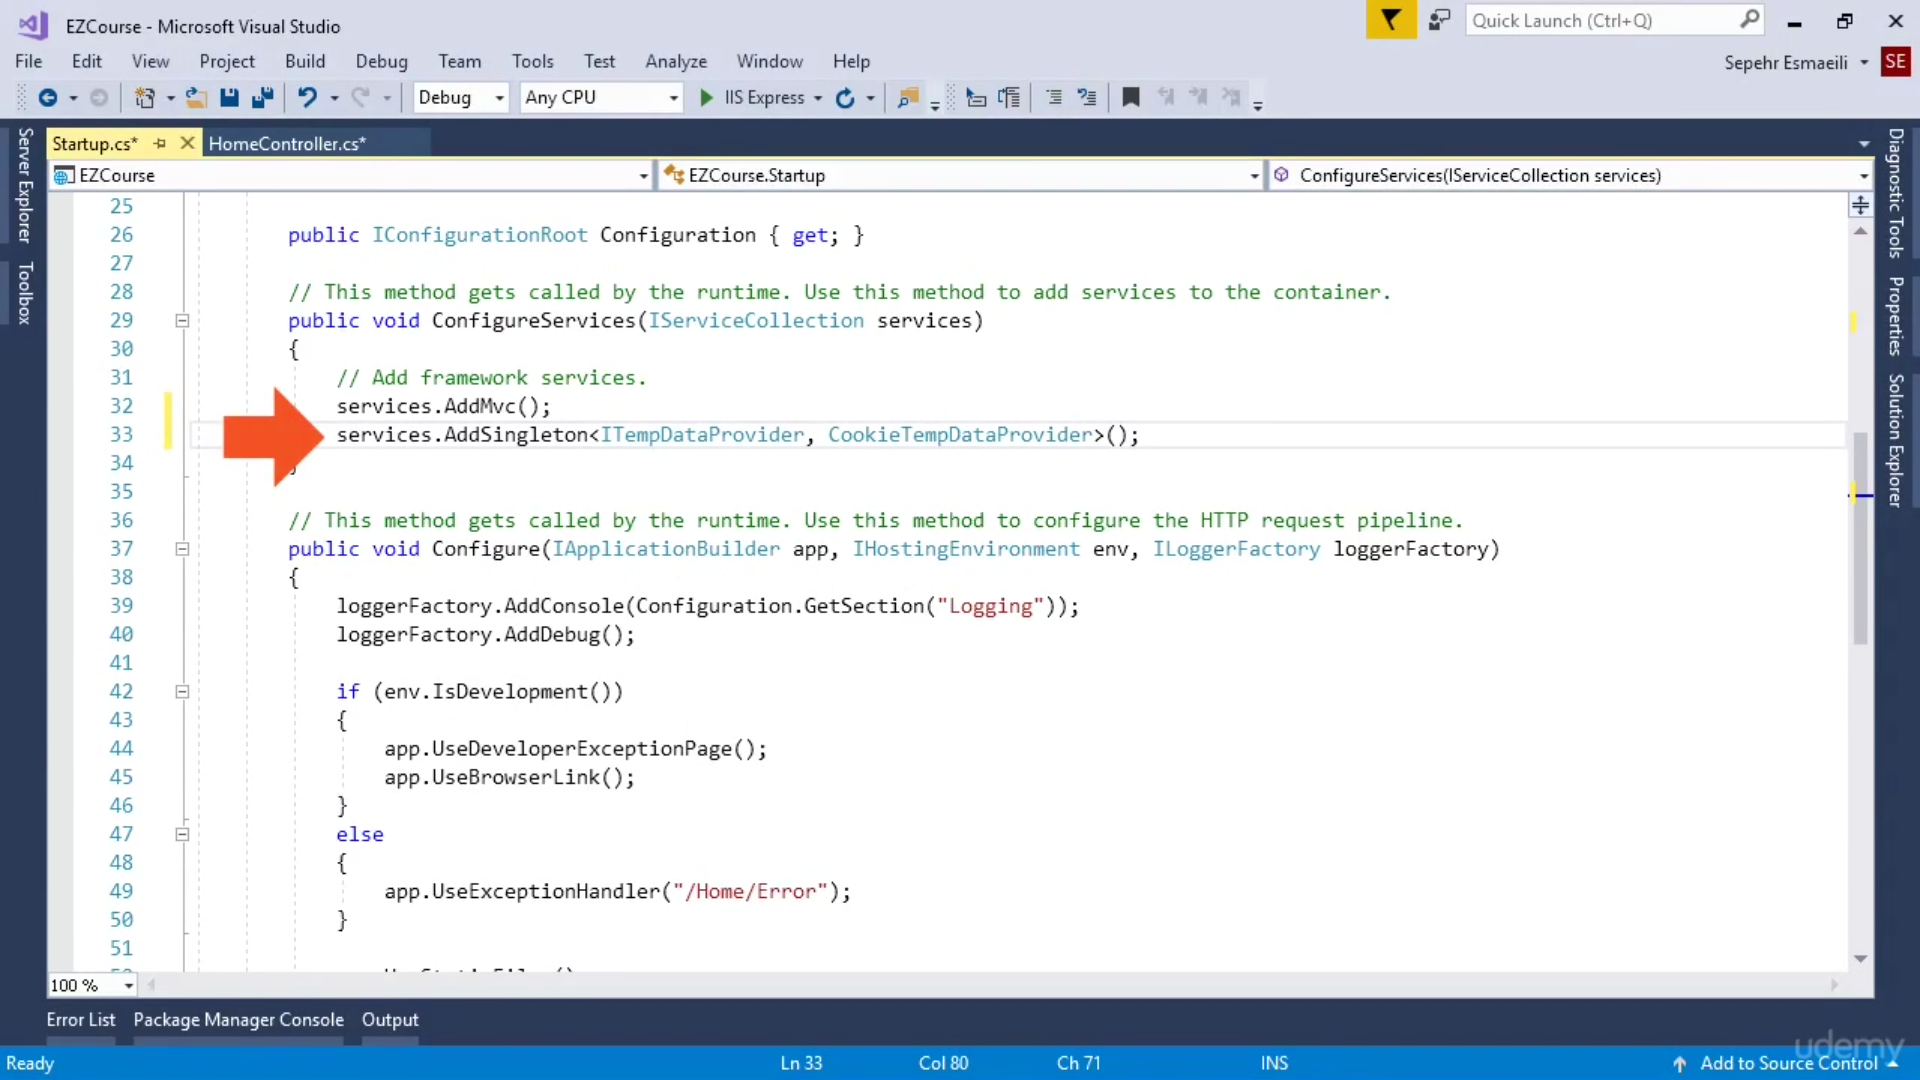 EZCourse - Microsoft Visual Studio
Quick Launch (Ctrl+Q)
File Edit View Project Build Debug Team Tools Test Analyze Window Help
Sepehr Esmaeili SE
Debug Any CPU IIS Express
Startup.cs* HomeController.cs*
EZCourse EZCourse.Startup ConfigureServices(IServiceCollection services)
Server Explorer
Toolbox
25
26 public IConfigurationRoot Configuration { get; }
27
28 // This method gets called by the runtime. Use this method to add services to the container.
29 public void ConfigureServices(IServiceCollection services)
30 {
31 // Add framework services.
32 services.AddMvc();
33 services.AddSingleton<ITempDataProvider, CookieTempDataProvider>();
34 }
35
36 // This method gets called by the runtime. Use this method to configure the HTTP request pipeline.
37 public void Configure(IApplicationBuilder app, IHostingEnvironment env, ILoggerFactory loggerFactory)
38 {
39 loggerFactory.AddConsole(Configuration.GetSection("Logging"));
40 loggerFactory.AddDebug();
41
42 if (env.IsDevelopment())
43 {
44 app.UseDeveloperExceptionPage();
45 app.UseBrowserLink();
46 }
47 else
48 {
49 app.UseExceptionHandler("/Home/Error");
50 }
51
Diagnostic Tools
Properties
Solution Explorer
100 %
Error List Package Manager Console Output
Ready Ln 33 Col 80 Ch 71 INS Add to Source Control
udemy